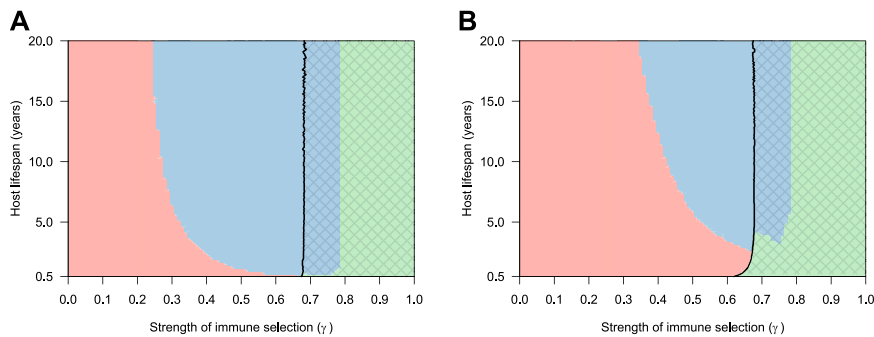 A
B
20.0
15.0
10.0
5.0
0.5
Host lifespan (years)
0.0 0.1 0.2 0.3 0.4 0.5 0.6 0.7 0.8 0.9 1.0
Strength of immune selection (γ)
20.0
15.0
10.0
5.0
0.5
Host lifespan (years)
0.0 0.1 0.2 0.3 0.4 0.5 0.6 0.7 0.8 0.9 1.0
Strength of immune selection (γ)